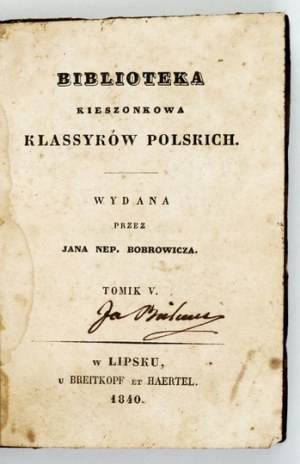 BIBLIOTEKA
KIESZONKOWA
KLASSYKÓW POLSKICH.
WYDANA
PRZEZ
JANA NEP. BOBROWICZA.
TOMIK V.
W LIPSKU,
U BREITKOPF ET HAERTEL.
1840.